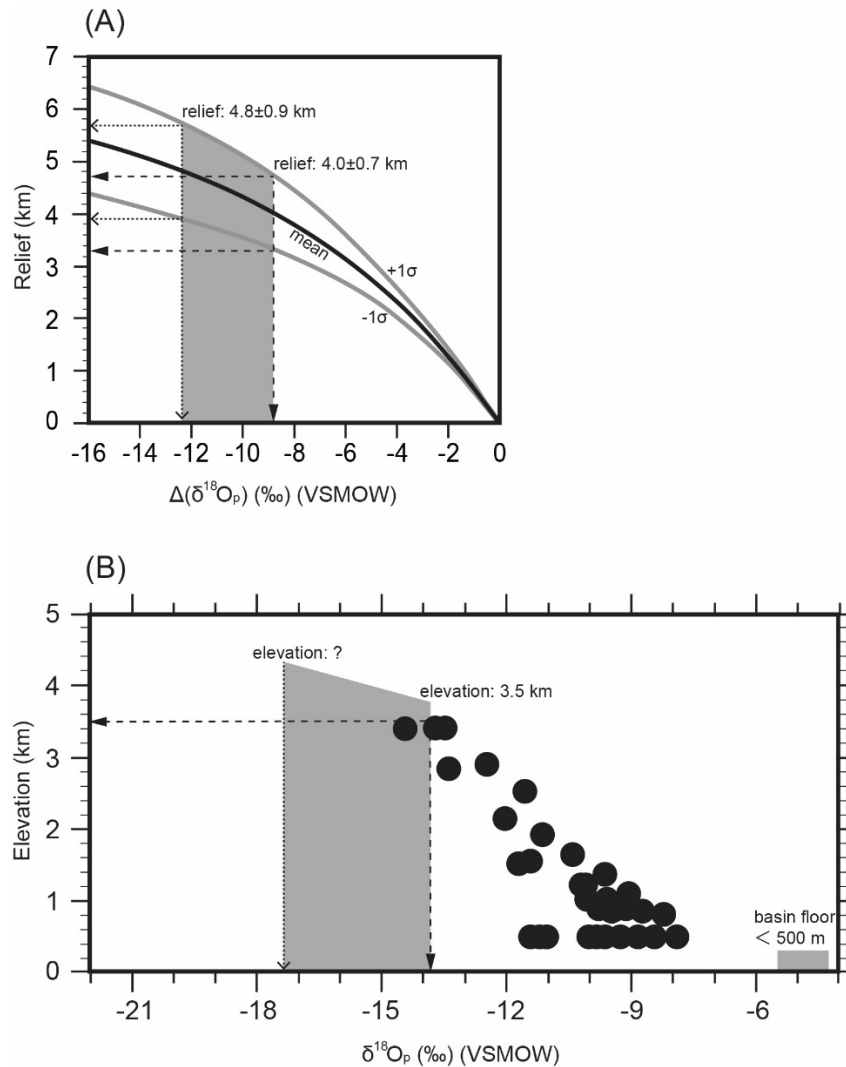 (A)
7
6
5
4
3
2
1
0
Relief (km)
relief: 4.8±0.9 km
relief: 4.0±0.7 km
mean
+1σ
-1σ
-16 -14 -12 -10 -8 -6 -4 -2 0
Δ(δ¹⁸Oₚ) (‰) (VSMOW)
(B)
5
4
3
2
1
0
Elevation (km)
elevation: ?
elevation: 3.5 km
basin floor
< 500 m
-21 -18 -15 -12 -9 -6
δ¹⁸Oₚ (‰) (VSMOW)